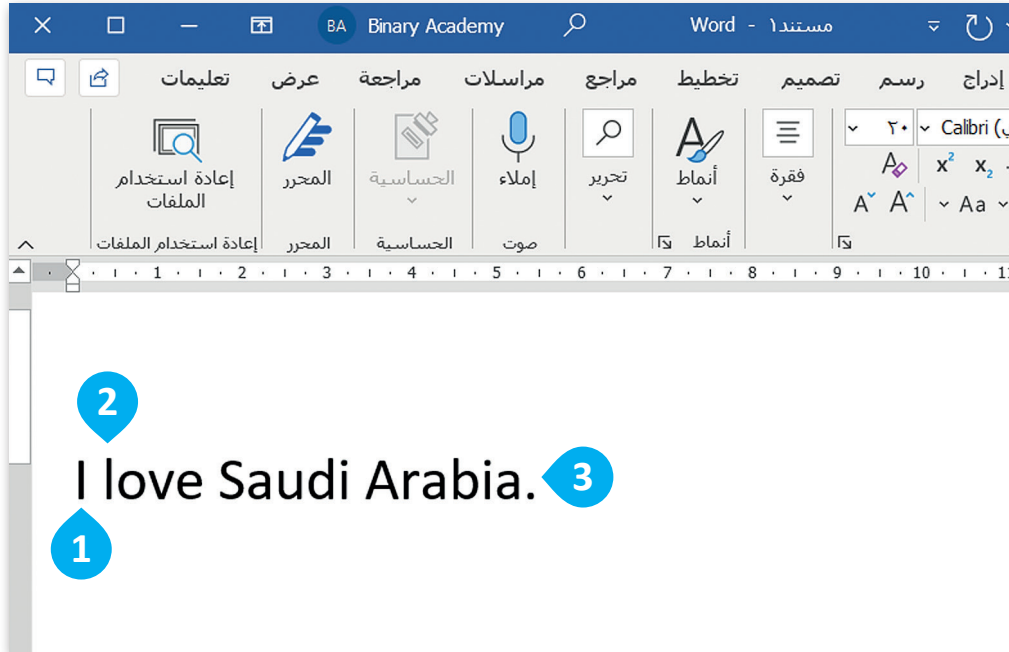 Binary Academy BA
مستند١ - Word
إدراج رسم تصميم تخطيط مراجع مراسلات مراجعة عرض تعليمات
Calibri ٢٠
فقرة أنماط تحرير إملاء الحساسية المحرر إعادة استخدام الملفات
x₂ x² A
Aa A A
أنماط صوت الحساسية المحرر إعادة استخدام الملفات
1 2 3 4 5 6 7 8 9 10
2
I love Saudi Arabia.
3
1